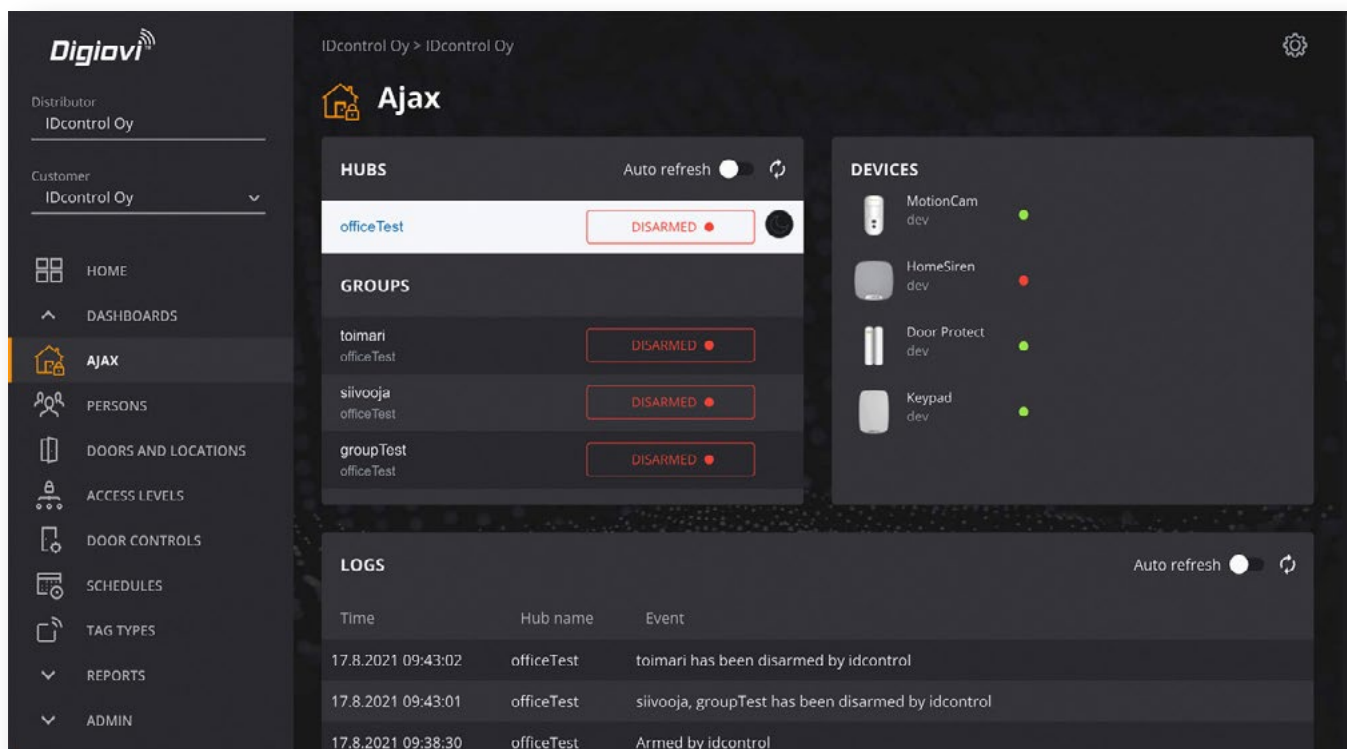 Digiovi
Distributor
IDcontrol Oy
Customer
IDcontrol Oy
HOME
DASHBOARDS
AJAX
PERSONS
DOORS AND LOCATIONS
ACCESS LEVELS
DOOR CONTROLS
SCHEDULES
TAG TYPES
REPORTS
ADMIN
IDcontrol Oy > IDcontrol Oy
Ajax
HUBS
Auto refresh
officeTest
DISARMED
GROUPS
toimari
officeTest
DISARMED
siivooja
officeTest
DISARMED
groupTest
officeTest
DISARMED
DEVICES
MotionCam
dev
HomeSiren
dev
Door Protect
dev
Keypad
dev
LOGS
Auto refresh
Time Hub name Event
17.8.2021 09:43:02 officeTest toimari has been disarmed by idcontrol
17.8.2021 09:43:01 officeTest siivooja, groupTest has been disarmed by idcontrol
17.8.2021 09:38:30 officeTest Armed by idcontrol